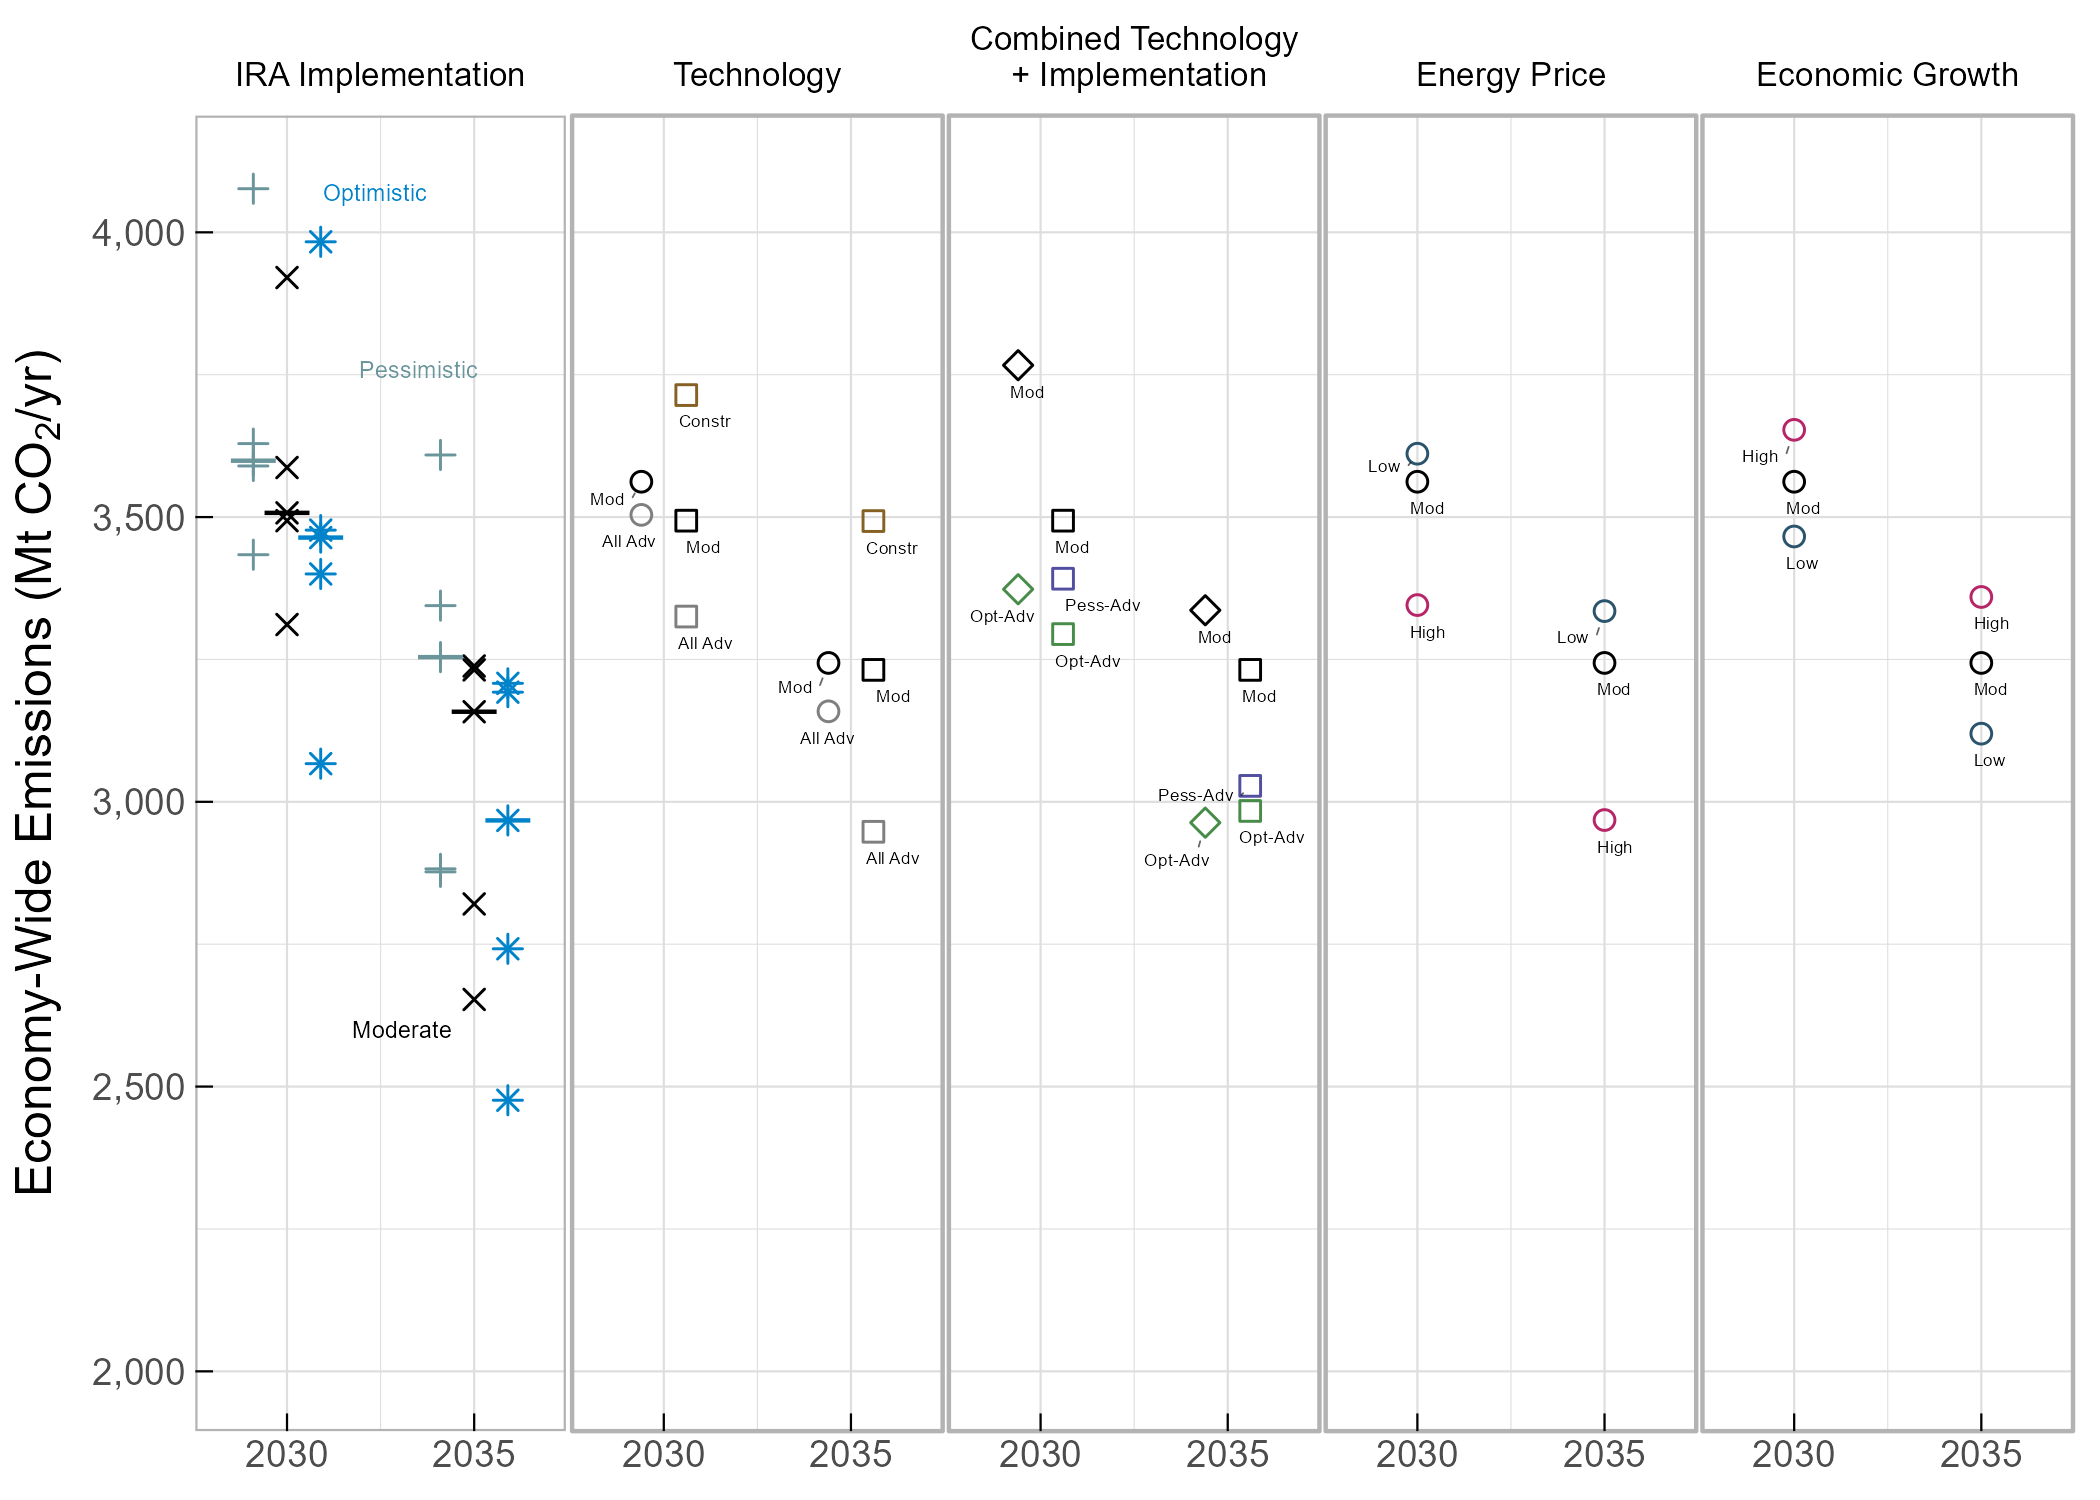 Combined Technology
IRA Implementation
Technology
+ Implementation
Energy Price
Economic Growth
Economy-Wide Emissions (Mt CO₂/yr)
4,000
3,500
3,000
2,500
2,000
Optimistic
Pessimistic
Moderate
Constr
Mod
All Adv
Mod
Constr
All Adv
Mod
Mod
All Adv
All Adv
Mod
Mod
Pess-Adv
Opt-Adv
Opt-Adv
Mod
Mod
Pess-Adv
Opt-Adv
Opt-Adv
Low
Mod
High
Low
Mod
High
High
Mod
Low
High
Mod
Low
2030
2035
2030
2035
2030
2035
2030
2035
2030
2035